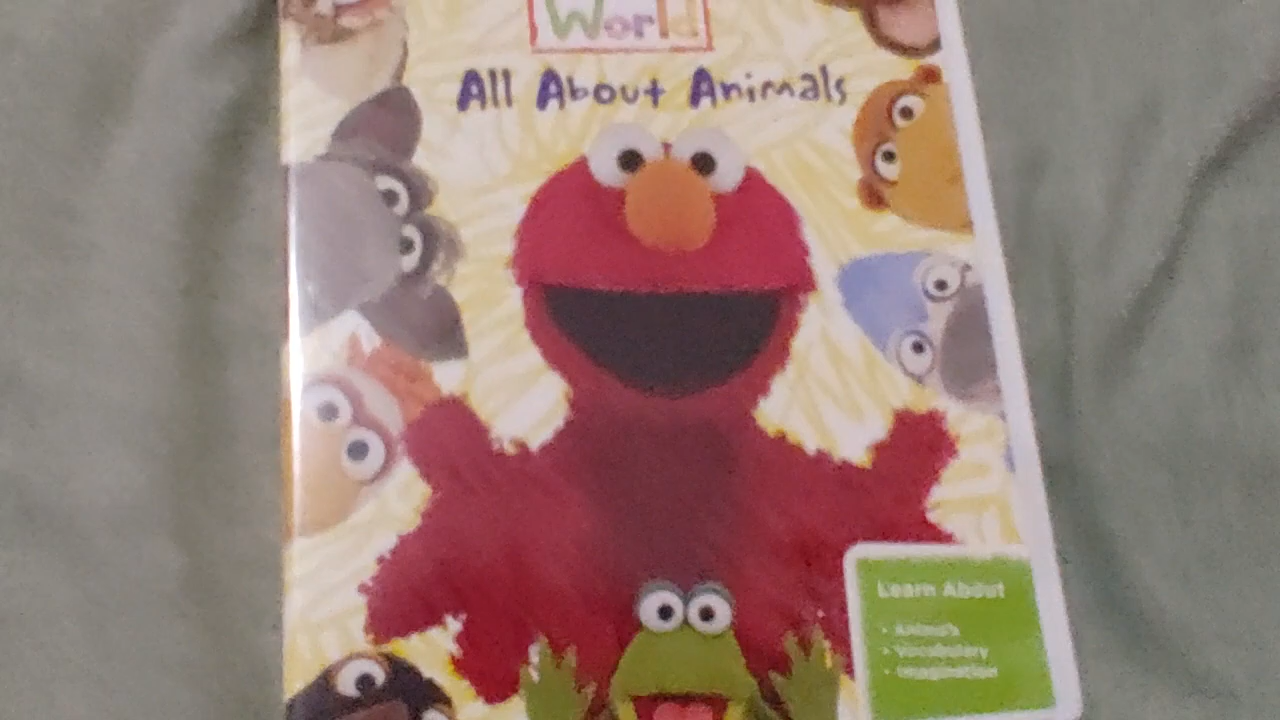 World
All About Animals
Learn About
• Animals
• Vocabulary
• Imagination